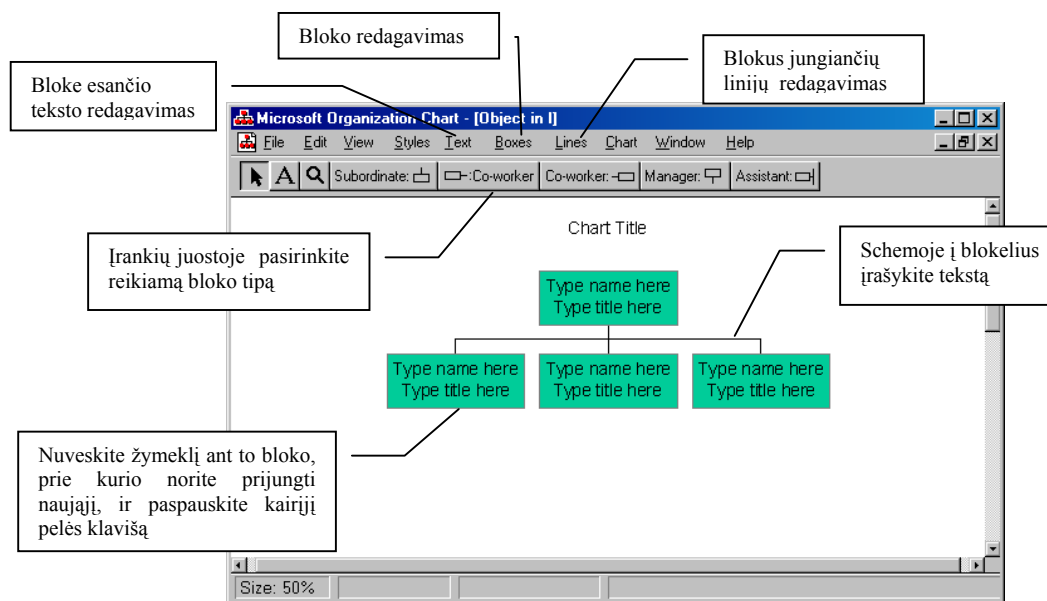 Bloko redagavimas
Blokus jungiančių
linijų redagavimas
Bloke esančio
teksto redagavimas
Microsoft Organization Chart - [Object in I]
File Edit View Styles Text Boxes Lines Chart Window Help
A Subordinate: :Co-worker Co-worker: Manager: Assistant:
Chart Title
Įrankių juostoje pasirinkite
reikiamą bloko tipą
Schemoje į blokelius
įrašykite tekstą
Type name here
Type title here
Type name here
Type title here
Type name here
Type title here
Type name here
Type title here
Nuveskite žymeklį ant to bloko,
prie kurio norite prijungti
naująjį, ir paspauskite kairįjį
pelės klavišą
Size: 50%